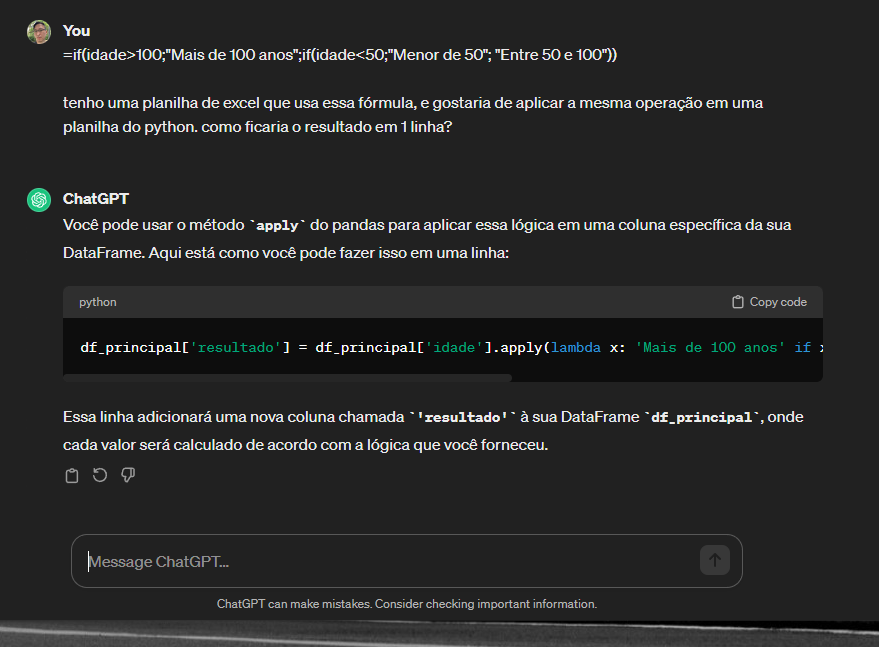 You
=if(idade>100;"Mais de 100 anos";if(idade<50;"Menor de 50"; "Entre 50 e 100"))
tenho uma planilha de excel que usa essa fórmula, e gostaria de aplicar a mesma operação em uma
planilha do python. como ficaria o resultado em 1 linha?
ChatGPT
Você pode usar o método `apply` do pandas para aplicar essa lógica em uma coluna específica da sua
DataFrame. Aqui está como você pode fazer isso em uma linha:
python Copy code
df_principal['resultado'] = df_principal['idade'].apply(lambda x: 'Mais de 100 anos' if x
Essa linha adicionará uma nova coluna chamada `'resultado'` à sua DataFrame `df_principal`, onde
cada valor será calculado de acordo com a lógica que você forneceu.
Message ChatGPT...
ChatGPT can make mistakes. Consider checking important information.